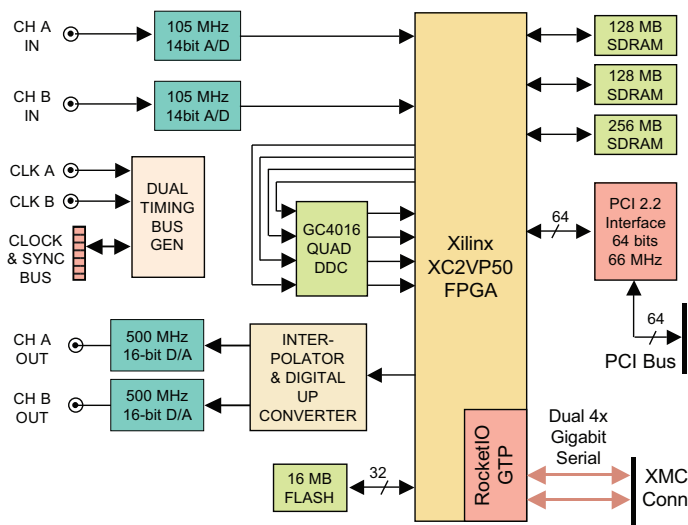 CH A
IN
105 MHz
14bit A/D
128 MB
SDRAM
CH B
IN
105 MHz
14bit A/D
128 MB
SDRAM
256 MB
SDRAM
CLK A
CLK B
CLOCK
& SYNC
BUS
DUAL
TIMING
BUS
GEN
GC4016
QUAD
DDC
Xilinx
XC2VP50
FPGA
64
PCI 2.2
Interface
64 bits
66 MHz
64
PCI Bus
CH A
OUT
500 MHz
16-bit D/A
CH B
OUT
500 MHz
16-bit D/A
INTER-
POLATOR
& DIGITAL
UP
CONVERTER
16 MB
FLASH
32
RocketIO
GTP
Dual 4x
Gigabit
Serial
XMC
Conn